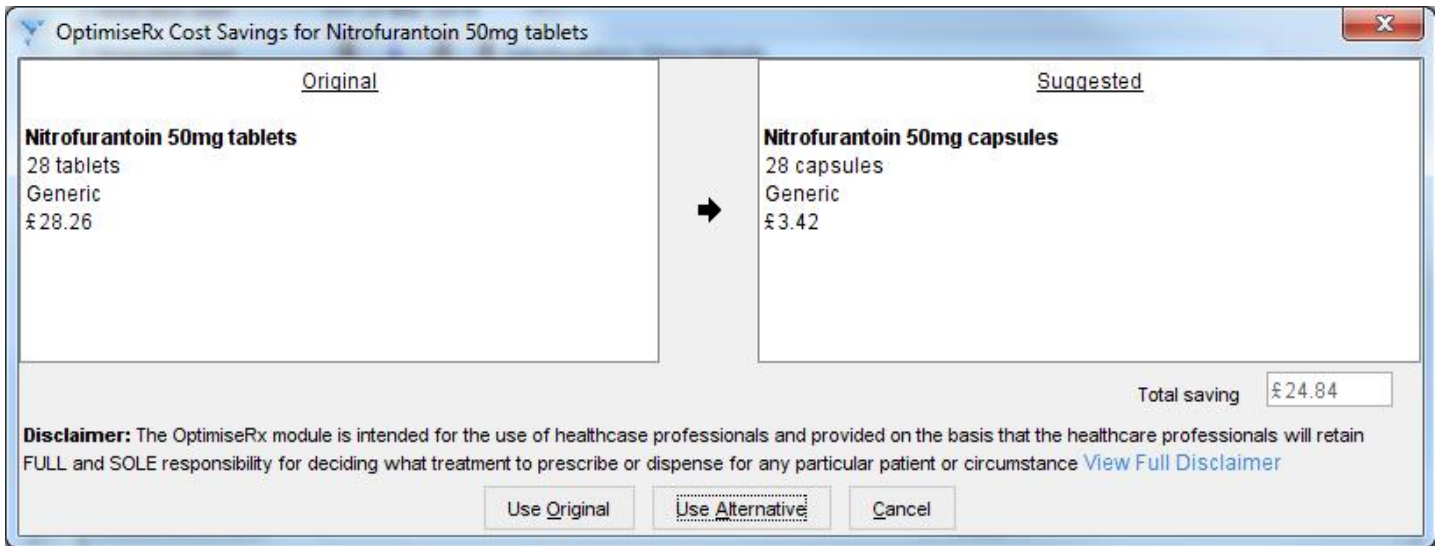 OptimiseRx Cost Savings for Nitrofurantoin 50mg tablets
Original
Nitrofurantoin 50mg tablets
28 tablets
Generic
£28.26
Suggested
Nitrofurantoin 50mg capsules
28 capsules
Generic
£3.42
Total saving £24.84
Disclaimer: The OptimiseRx module is intended for the use of healthcase professionals and provided on the basis that the healthcare professionals will retain
FULL and SOLE responsibility for deciding what treatment to prescribe or dispense for any particular patient or circumstance View Full Disclaimer
Use Original Use Alternative Cancel